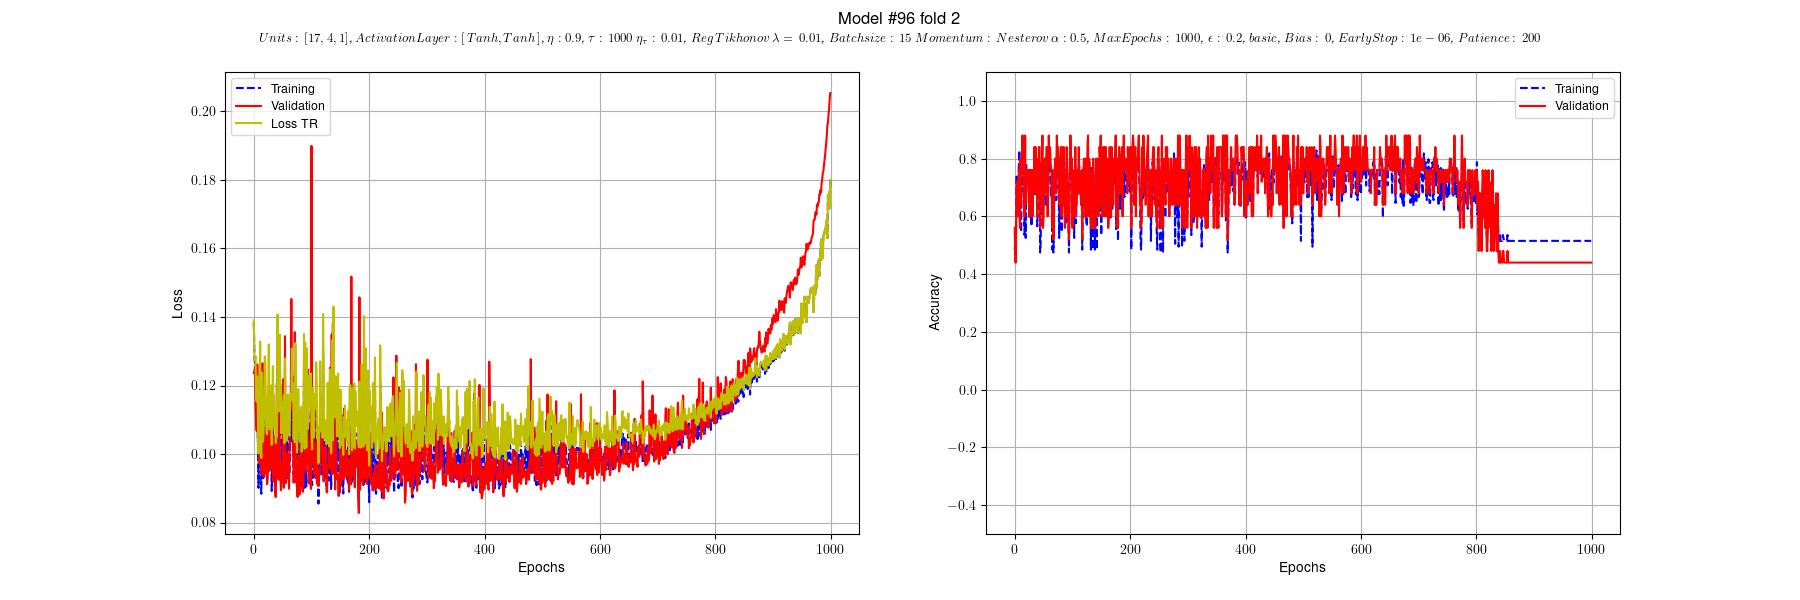 Model #96 fold 2
Units : [17, 4, 1], ActivationLayer : [Tanh, Tanh], η : 0.9, τ : 1000 η_τ : 0.01, RegTikhonov λ = 0.01, Batchsize : 15 Momentum : Nesterov α : 0.5, MaxEpochs : 1000, ϵ : 0.2, basic, Bias : 0, EarlyStop : 1e − 06, Patience : 200
Training
Validation
Loss TR
0.20
0.18
0.16
0.14
0.12
0.10
0.08
Loss
0 200 400 600 800 1000
Epochs
Training
Validation
1.0
0.8
0.6
0.4
0.2
0.0
−0.2
−0.4
Accuracy
0 200 400 600 800 1000
Epochs